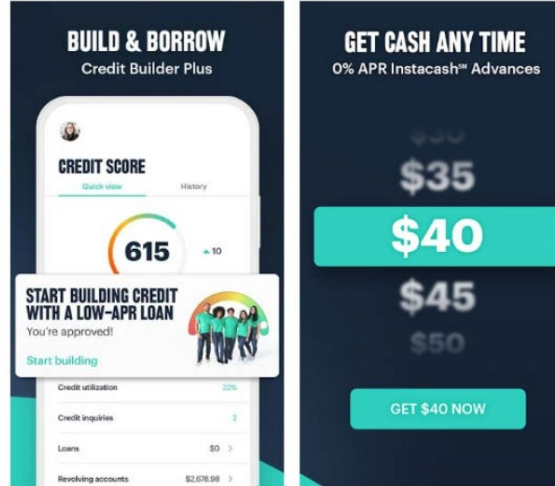 BUILD & BORROW
Credit Builder Plus
CREDIT SCORE
Quick view
History
615
10
START BUILDING CREDIT
WITH A LOW-APR LOAN
You're approved!
Start building
Credit utilization 22%
Credit inquiries 2
Loans $0 >
Revolving accounts $2,678.98 >
GET CASH ANY TIME
0% APR Instacash℠ Advances
$30
$35
$40
$45
$50
GET $40 NOW